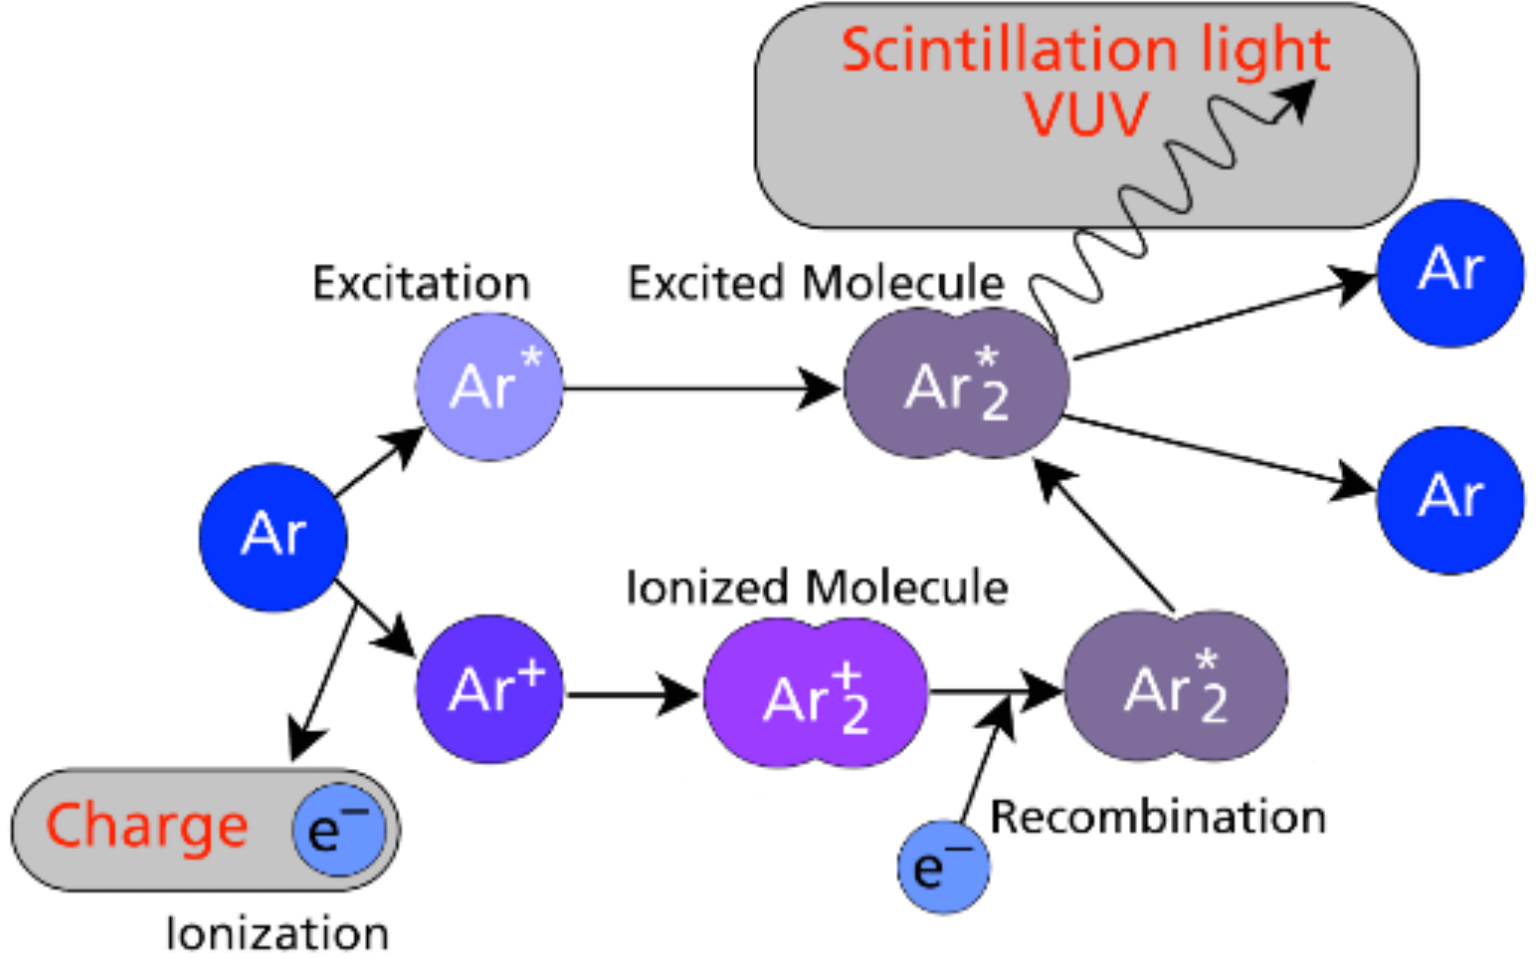 Scintillation light
VUV
Ar
Excitation
Excited Molecule
Ar*
Ar₂*
Ar
Ar
Ionized Molecule
Ar⁺
Ar₂⁺
Ar₂*
Charge e⁻
e⁻
Recombination
Ionization